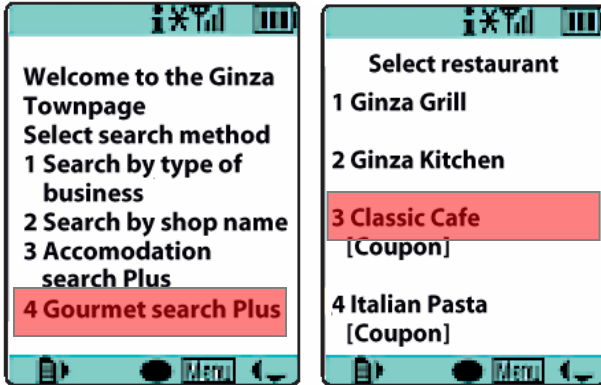 Welcome to the Ginza
Townpage
Select search method
1 Search by type of
business
2 Search by shop name
3 Accomodation
search Plus
4 Gourmet search Plus
Menu
Select restaurant
1 Ginza Grill
2 Ginza Kitchen
3 Classic Cafe
[Coupon]
4 Italian Pasta
[Coupon]
Menu